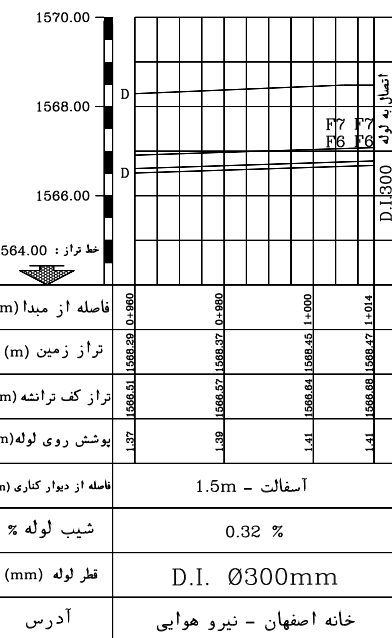 1570.00
D
1568.00
اتصال به لوله
F7 F7
F6 F6
D
1566.00
D.I.300
خط تراز : 564.00
فاصله از مبدا (m
0+960 0+980 1+000 1+014
تراز زمین (m)
1568.29 1568.37 1568.45 1568.47
تراز کف ترانشه (m
1566.51 1566.57 1566.64 1566.68
پوشش روی لوله(m
1.37 1.39 1.41 1.41
فاصله از دیوار کناری (m
آسفالت - 1.5m
شیب لوله %
0.32 %
قطر لوله (mm)
D.I. Ø300mm
آدرس
خانه اصفهان - نیرو هوایی